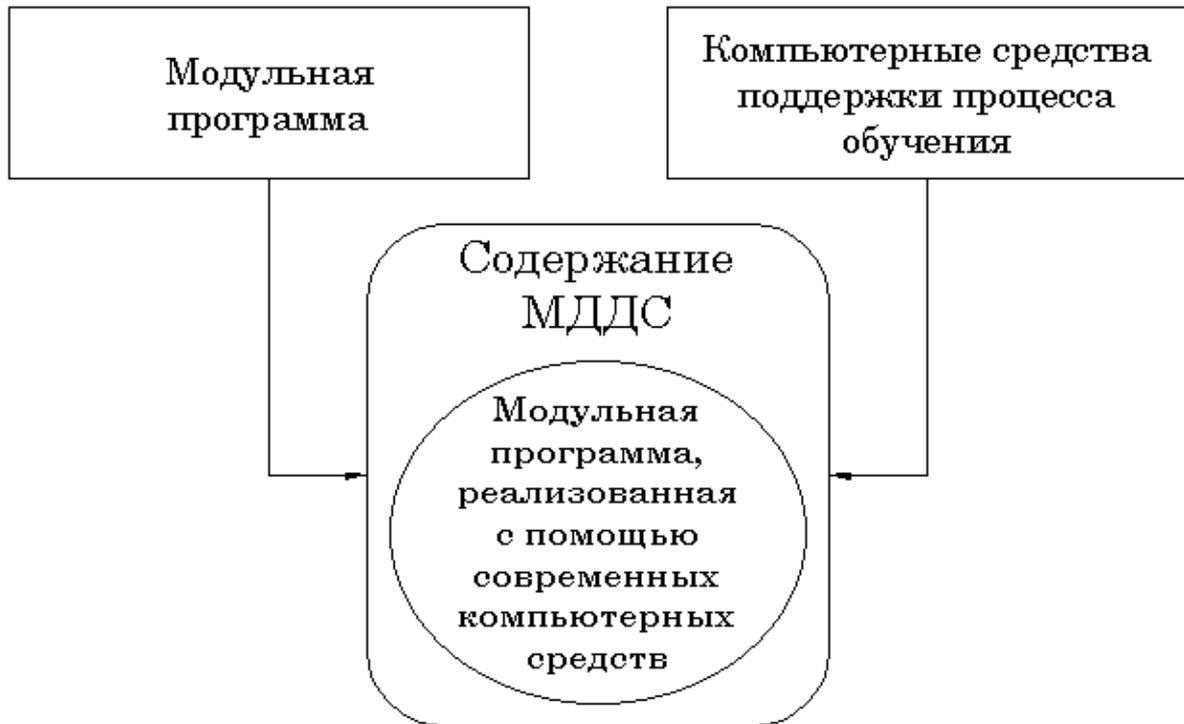 Модульная
программа
Компьютерные средства
поддержки процесса
обучения
Содержание
МДДС
Модульная
программа,
реализованная
с помощью
современных
компьютерных
средств